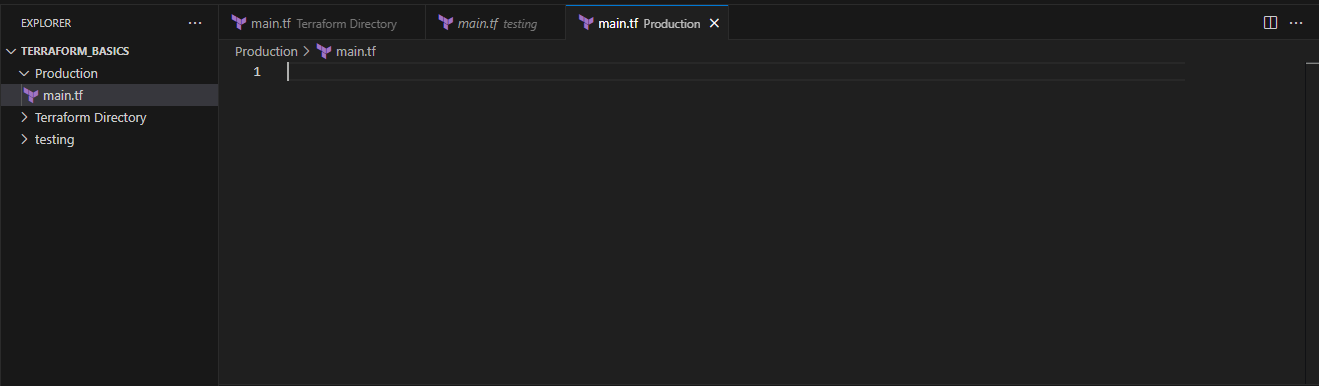 EXPLORER ...
TERRAFORM_BASICS
Production
main.tf
Terraform Directory
testing
main.tf Terraform Directory
main.tf testing
main.tf Production
Production > main.tf
1